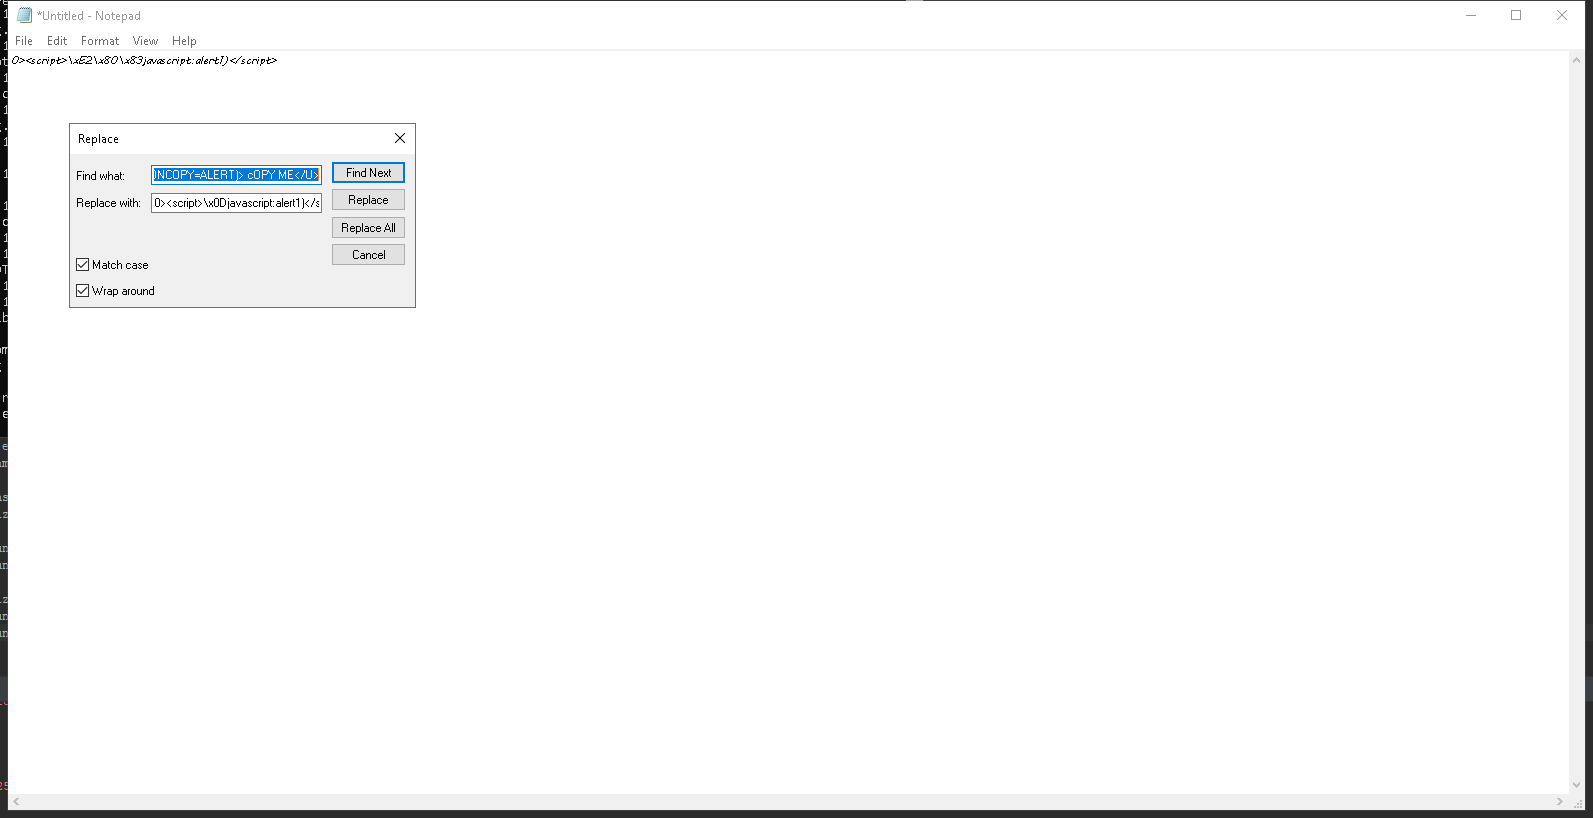 *Untitled - Notepad
File Edit Format View Help
0><script>\xE2\x80\x83javascript:alert1)</script>
Replace
Find what: )NCOPY=ALERT)> cOPY ME</U>
Find Next
Replace with: 0><script>\x0Djavascript:alert1)</s
Replace
Replace All
Cancel
Match case
Wrap around